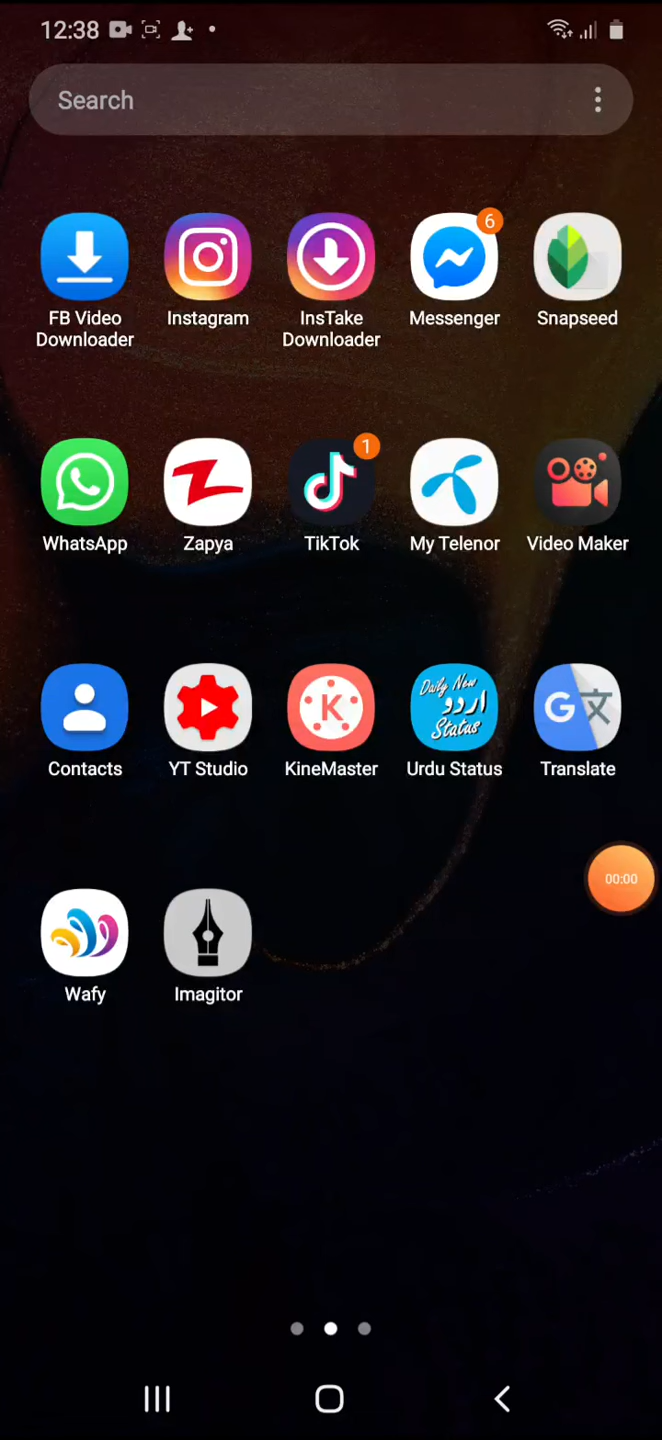 12:38
Search
6
FB Video
Downloader
Instagram
InsTake
Downloader
Messenger
Snapseed
1
WhatsApp
Zapya
TikTok
My Telenor
Video Maker
Daily New
اردو
Status
K
G
Contacts
YT Studio
KineMaster
Urdu Status
Translate
00:00
Wafy
Imagitor